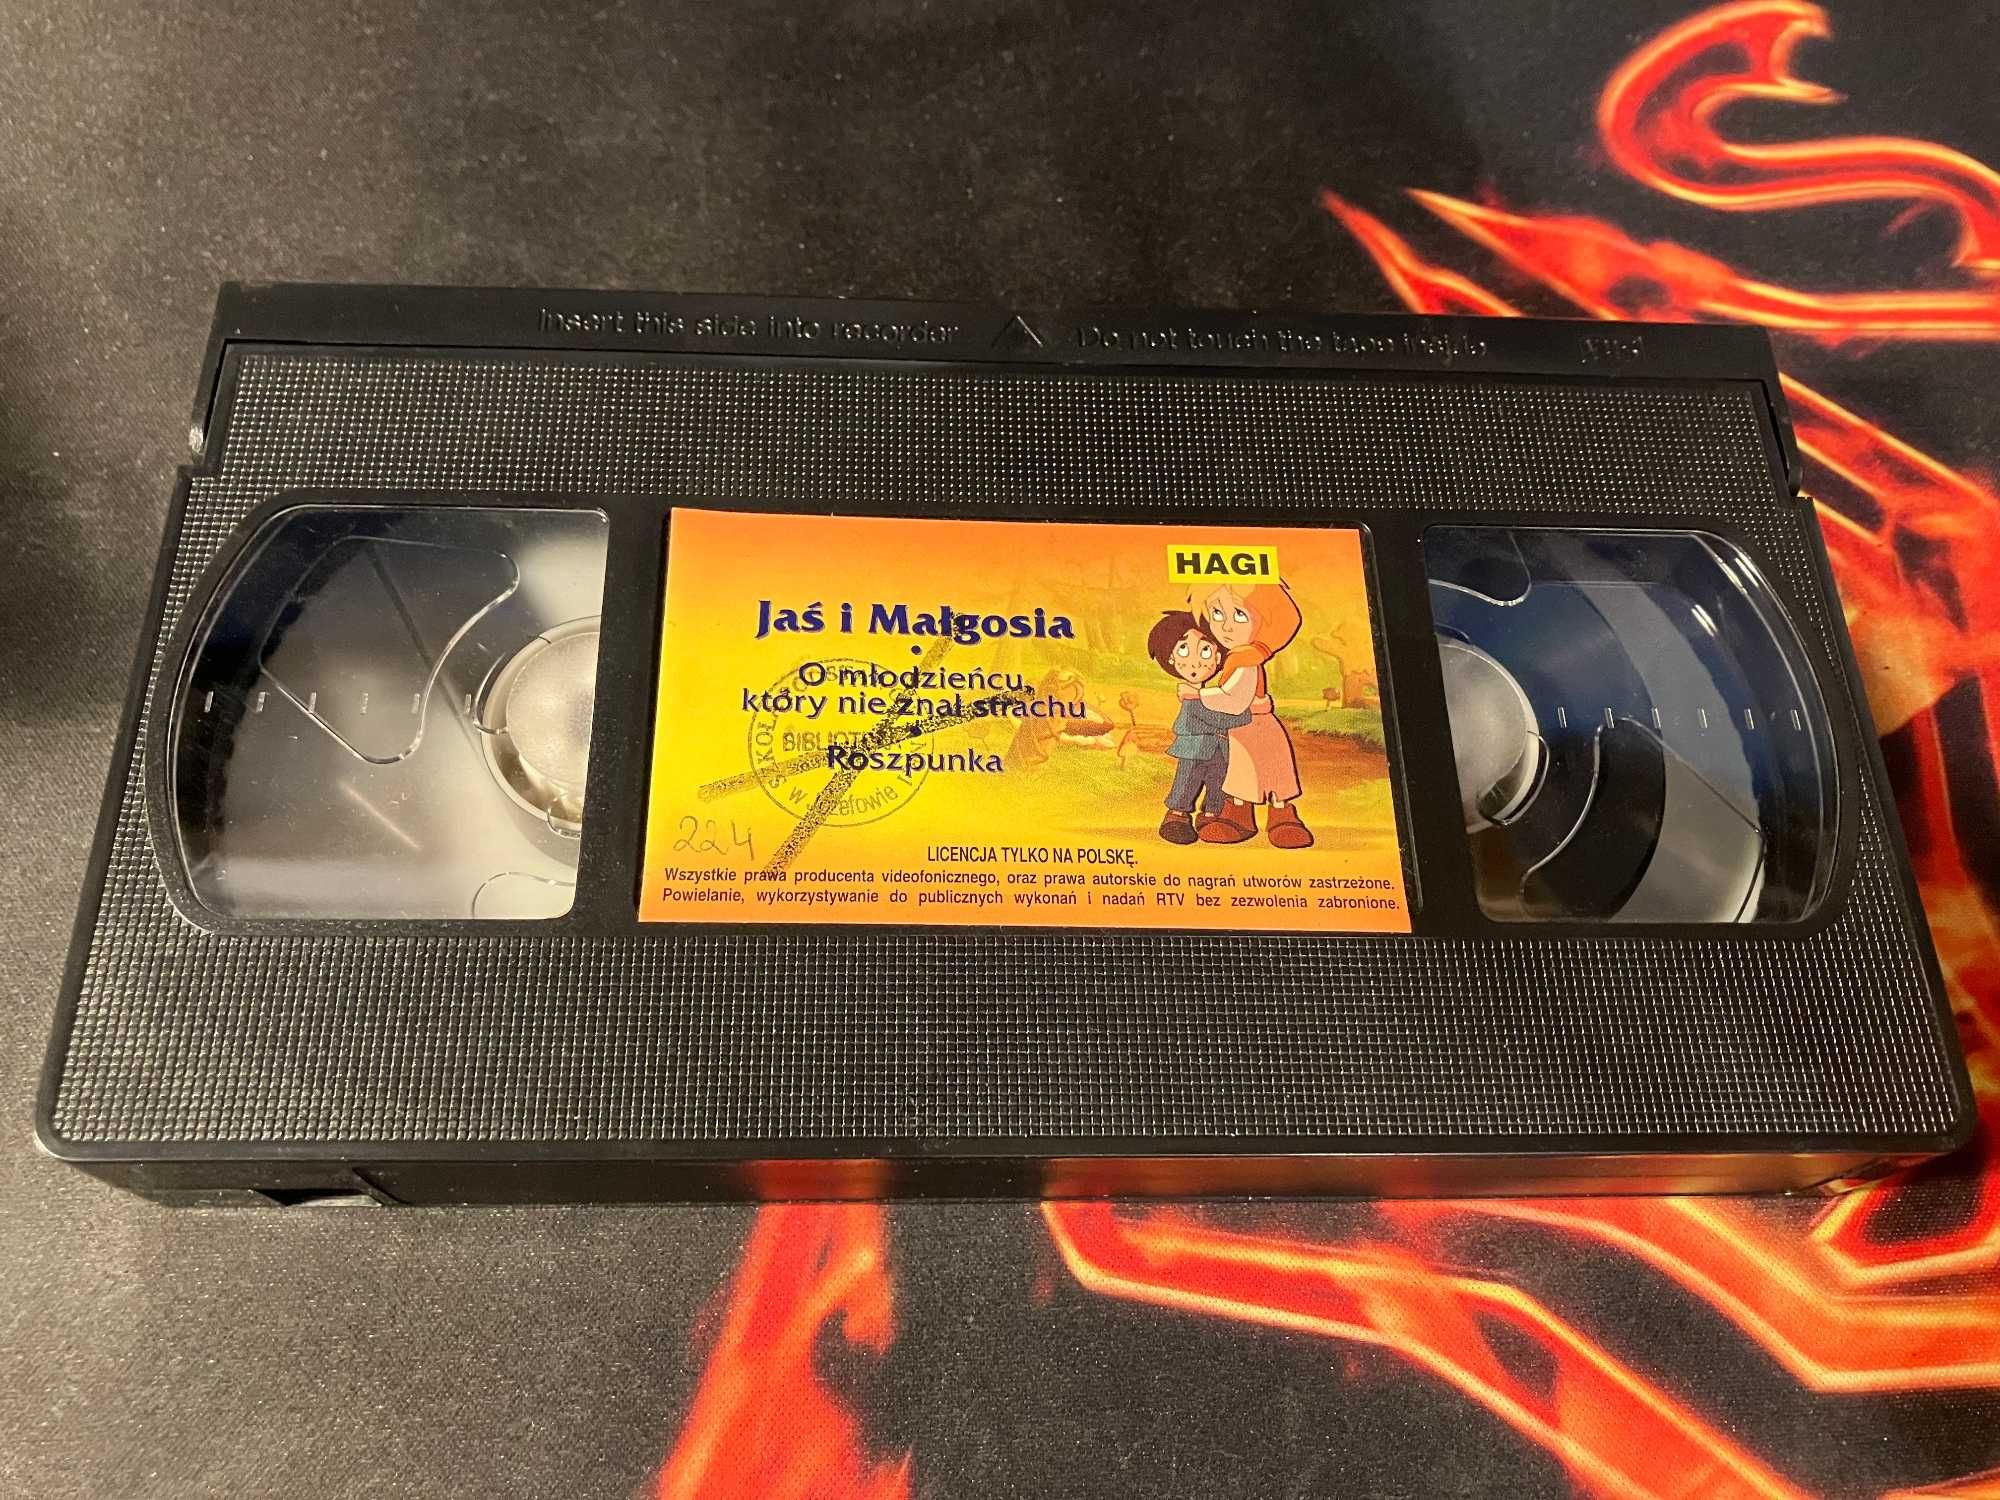 Insert this side into recorder Do not touch the tape inside
HAGI
Jaś i Małgosia
•
O młodzieńcu,
który nie znał strachu
•
Roszpunka
BIBLIOTEKA
w Józefowie
224
LICENCJA TYLKO NA POLSKĘ.
Wszystkie prawa producenta videofonicznego, oraz prawa autorskie do nagrań utworów zastrzeżone.
Powielanie, wykorzystywanie do publicznych wykonań i nadań RTV bez zezwolenia zabronione.